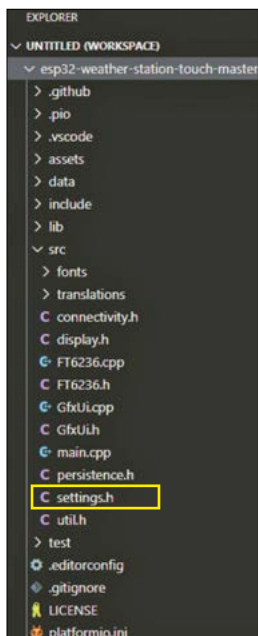 EXPLORER
UNTITLED (WORKSPACE)
esp32-weather-station-touch-master
.github
.pio
.vscode
assets
data
include
lib
src
fonts
translations
C connectivity.h
C display.h
C++ FT6236.cpp
C FT6236.h
C++ GfxUi.cpp
C GfxUi.h
C++ main.cpp
C persistence.h
C settings.h
C util.h
test
.editorconfig
.gitignore
LICENSE
platformio.ini